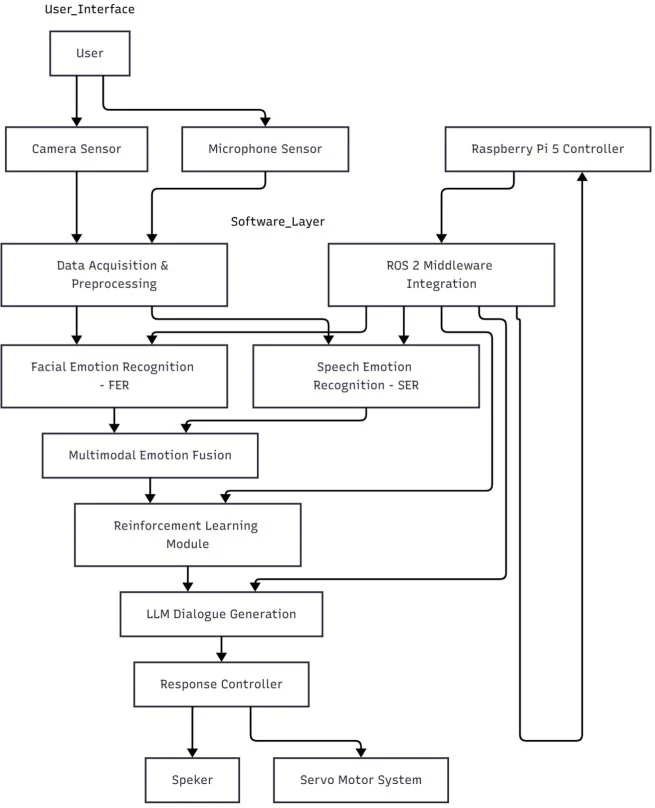 User_Interface
User
Camera Sensor
Microphone Sensor
Raspberry Pi 5 Controller
Software_Layer
Data Acquisition &
Preprocessing
ROS 2 Middleware
Integration
Facial Emotion Recognition
- FER
Speech Emotion
Recognition - SER
Multimodal Emotion Fusion
Reinforcement Learning
Module
LLM Dialogue Generation
Response Controller
Speker
Servo Motor System